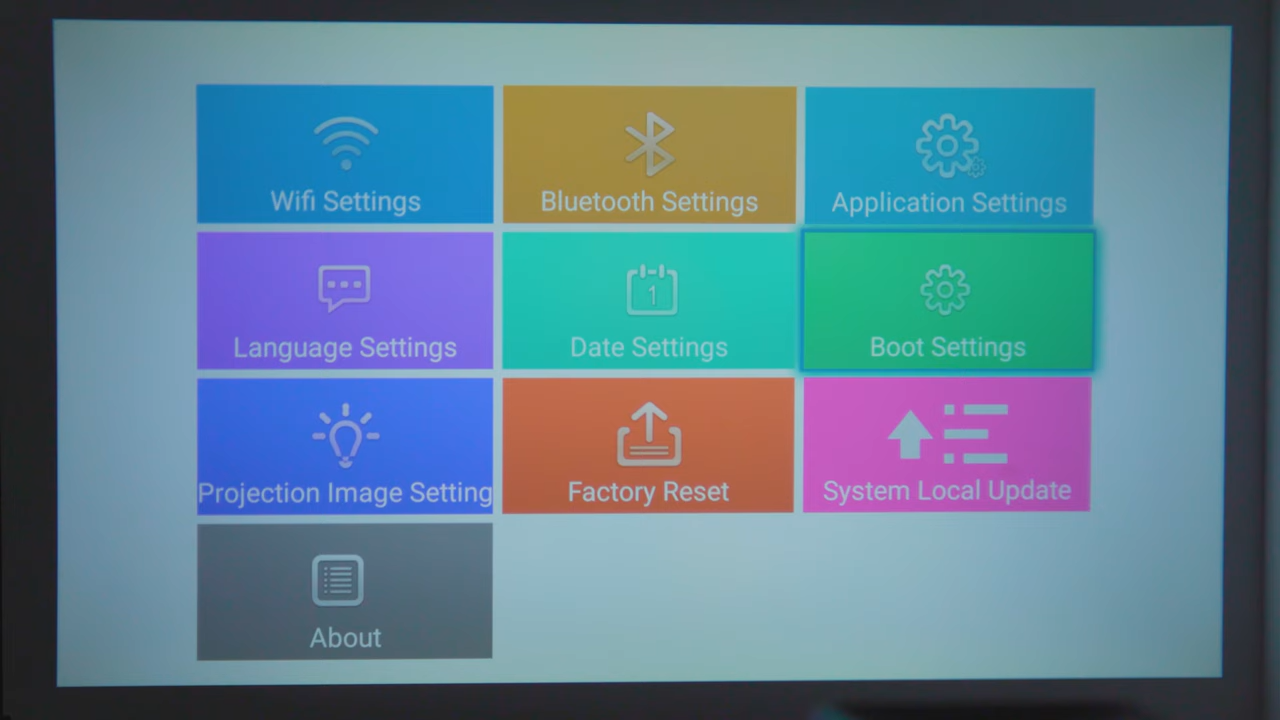 Wifi Settings
Bluetooth Settings
Application Settings
Language Settings
1
Date Settings
Boot Settings
Projection Image Setting
Factory Reset
System Local Update
About